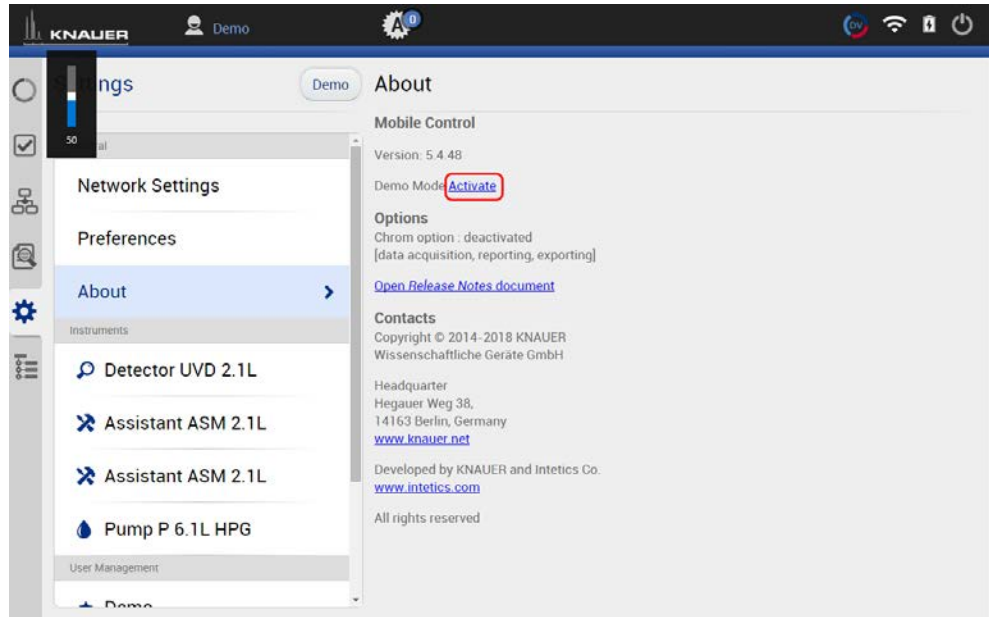 KNAUER
Demo
A
0
DV
ngs
Demo
50
al
Network Settings
Preferences
About
Instruments
Detector UVD 2.1L
Assistant ASM 2.1L
Assistant ASM 2.1L
Pump P 6.1L HPG
User Management
About
Mobile Control
Version: 5.4.48
Demo Mode Activate
Options
Chrom option : deactivated
[data acquisition, reporting, exporting]
Open Release Notes document
Contacts
Copyright © 2014-2018 KNAUER
Wissenschaftliche Geräte GmbH
Headquarter
Hegauer Weg 38,
14163 Berlin, Germany
www.knauer.net
Developed by KNAUER and Intetics Co.
www.intetics.com
All rights reserved